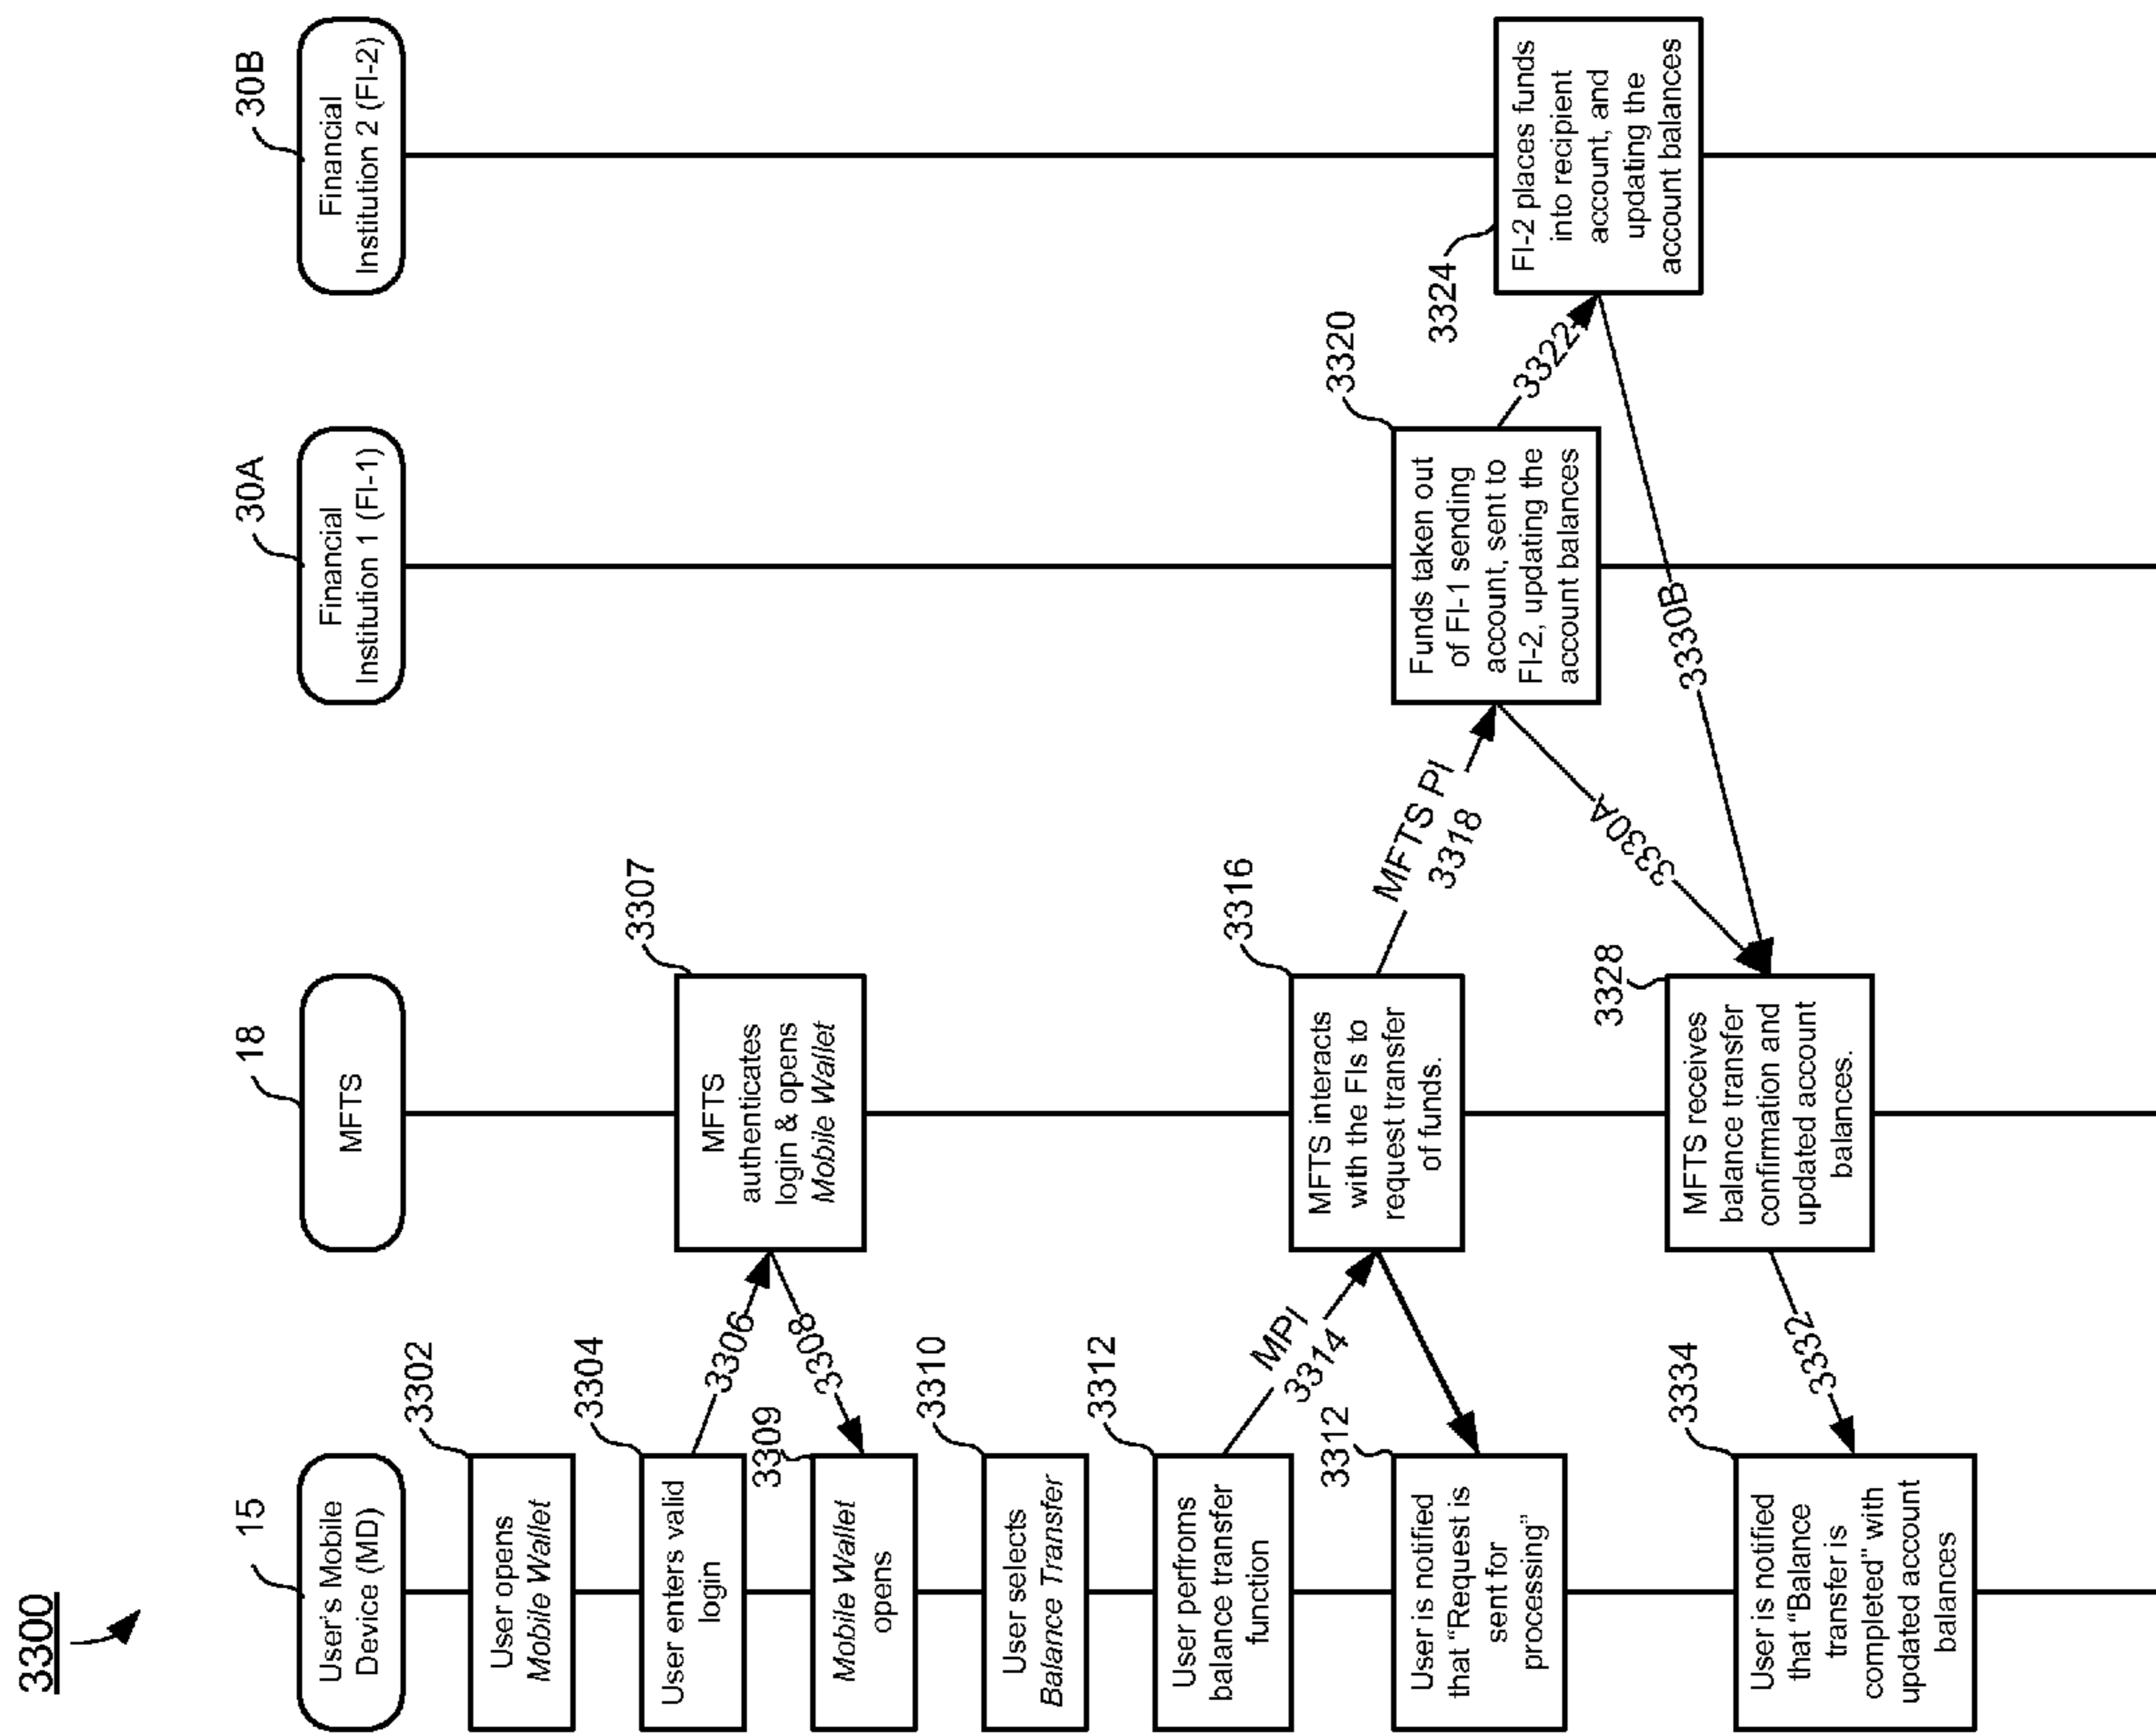 3300
15
User's Mobile
Device (MD)
18
MFTS
30A
Financial
Institution 1 (FI-1)
30B
Financial
Institution 2 (FI-2)
3302
User opens
Mobile Wallet
3304
User enters valid
login
3306
3307
MFTS
authenticates
login & opens
Mobile Wallet
3308
3309
Mobile Wallet
opens
3310
User selects
Balance Transfer
3312
User perfroms
balance transfer
function
MPI
3314
3316
MFTS interacts
with the FIs to
request transfer
of funds.
3312
User is notified
that “Request is
sent for
processing”
MFTS PI
3318
3320
Funds taken out
of FI-1 sending
account, sent to
FI-2, updating the
account balances
3322
3324
FI-2 places funds
into recipient
account, and
updating the
account balances
3330A
3330B
3328
MFTS receives
balance transfer
confirmation and
updated account
balances.
3332
3334
User is notified
that “Balance
transfer is
completed” with
updated account
balances